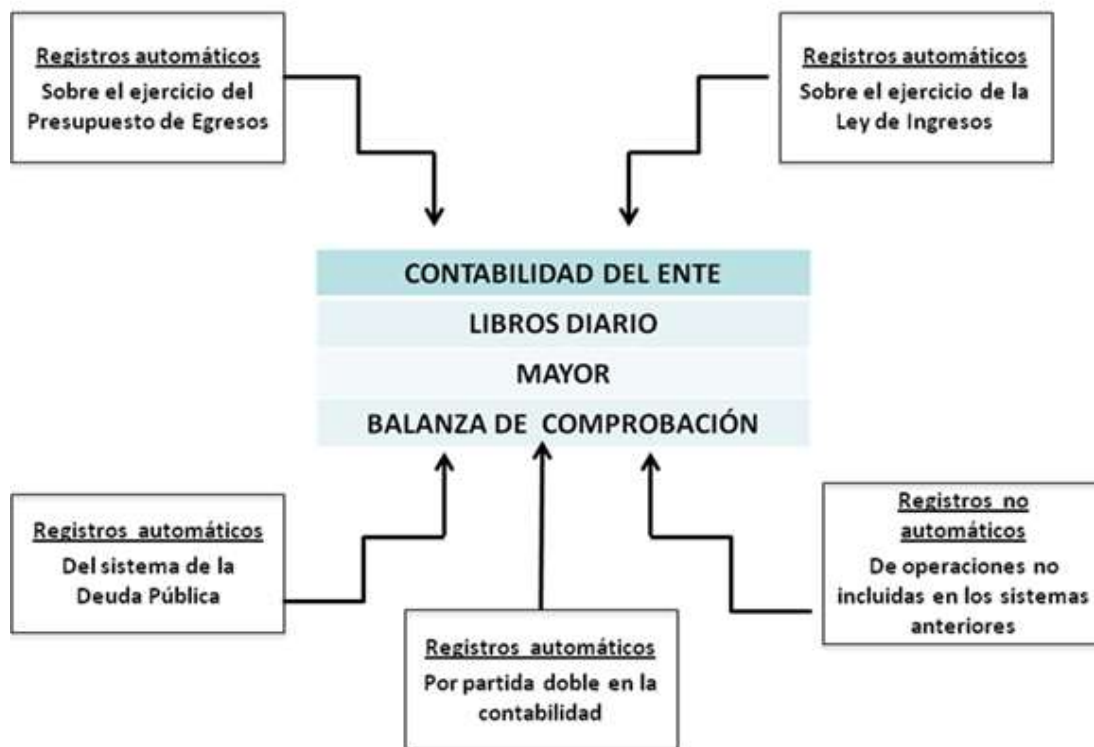 Registros automáticos
Sobre el ejercicio del
Presupuesto de Egresos
Registros automáticos
Sobre el ejercicio de la
Ley de Ingresos
CONTABILIDAD DEL ENTE
LIBROS DIARIO
MAYOR
BALANZA DE COMPROBACIÓN
Registros automáticos
Del sistema de la
Deuda Pública
Registros automáticos
Por partida doble en la
contabilidad
Registros no
automáticos
De operaciones no
incluidas en los sistemas
anteriores